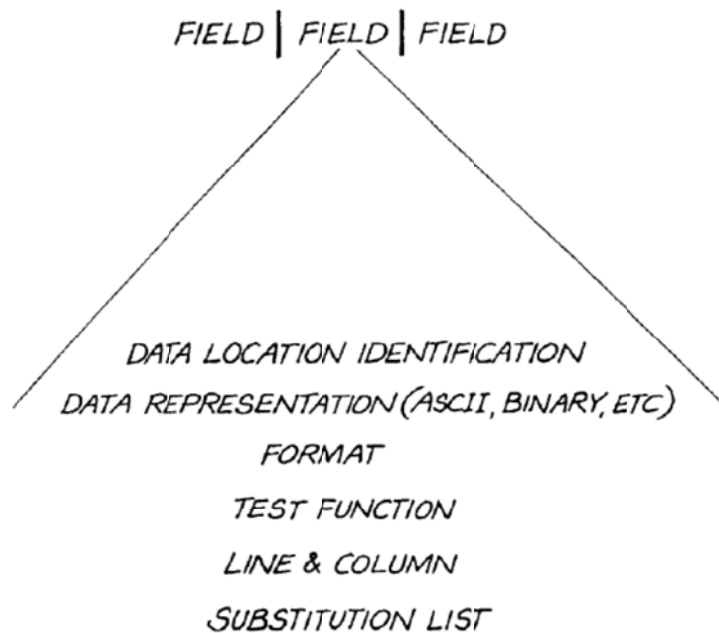 FIELD | FIELD | FIELD
DATA LOCATION IDENTIFICATION
DATA REPRESENTATION (ASCII, BINARY, ETC)
FORMAT
TEST FUNCTION
LINE & COLUMN
SUBSTITUTION LIST